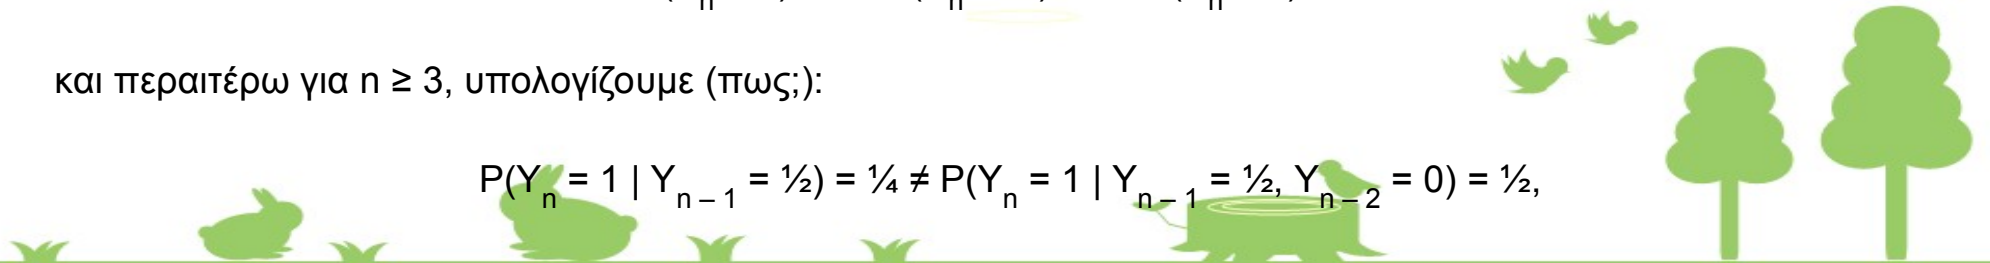 και περαιτέρω για n ≥ 3, υπολογίζουμε (πως;):
P(Yn = 1 | Yn – 1 = ½) = ¼ ≠ P(Yn = 1 | Yn – 1 = ½, Yn – 2 = 0) = ½,